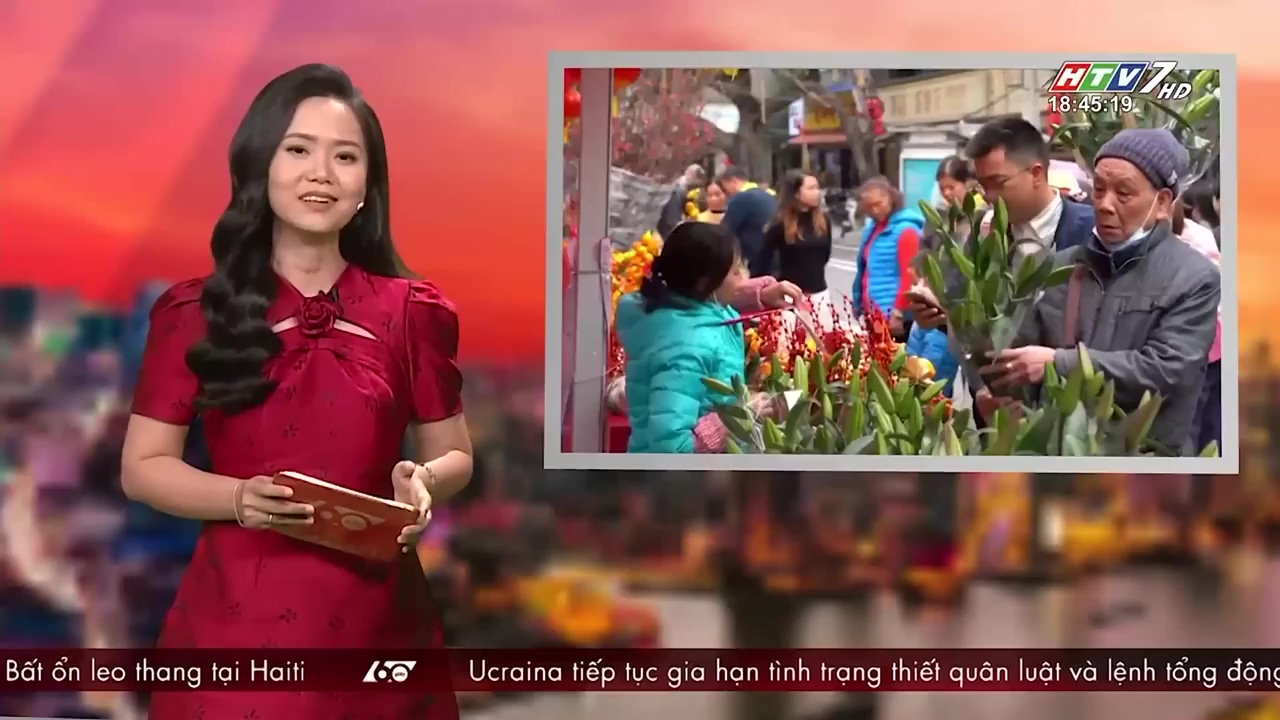 HTV7 HD
18:45:19
Bất ổn leo thang tại Haiti
60
Ucraina tiếp tục gia hạn tình trạng thiết quân luật và lệnh tổng động